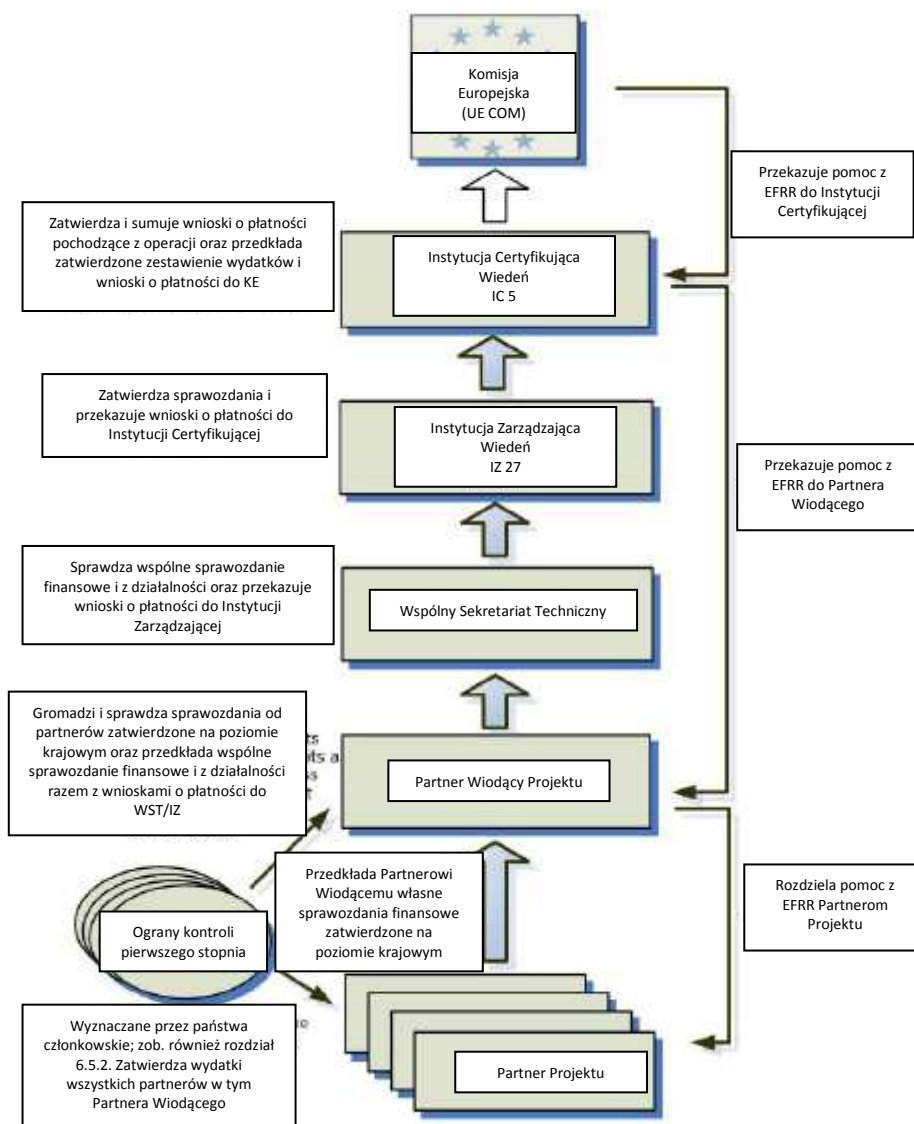 Komisja
Europejska
(UE COM)
Przekazuje pomoc z
EFRR do Instytucji
Certyfikującej
Zatwierdza i sumuje wnioski o płatności
pochodzące z operacji oraz przedkłada
zatwierdzone zestawienie wydatków i
wnioski o płatności do KE
Instytucja Certyfikująca
Wiedeń
IC 5
Zatwierdza sprawozdania i
przekazuje wnioski o płatności do
Instytucji Certyfikującej
Instytucja Zarządzająca
Wiedeń
IZ 27
Przekazuje pomoc z
EFRR do Partnera
Wiodącego
Sprawdza wspólne sprawozdanie
finansowe i z działalności oraz przekazuje
wnioski o płatności do Instytucji
Zarządzającej
Wspólny Sekretariat Techniczny
Gromadzi i sprawdza sprawozdania od
partnerów zatwierdzone na poziomie
krajowym oraz przedkłada wspólne
sprawozdanie finansowe i z działalności
razem z wnioskami o płatności do
WST/IZ
Partner Wiodący Projektu
Przedkłada Partnerowi
Wiodącemu własne
sprawozdania finansowe
zatwierdzone na
poziomie krajowym
Rozdziela pomoc z
EFRR Partnerom
Projektu
Ograny kontroli
pierwszego stopnia
Wyznaczane przez państwa
członkowskie; zob. również rozdział
6.5.2. Zatwierdza wydatki
wszystkich partnerów w tym
Partnera Wiodącego
Partner Projektu